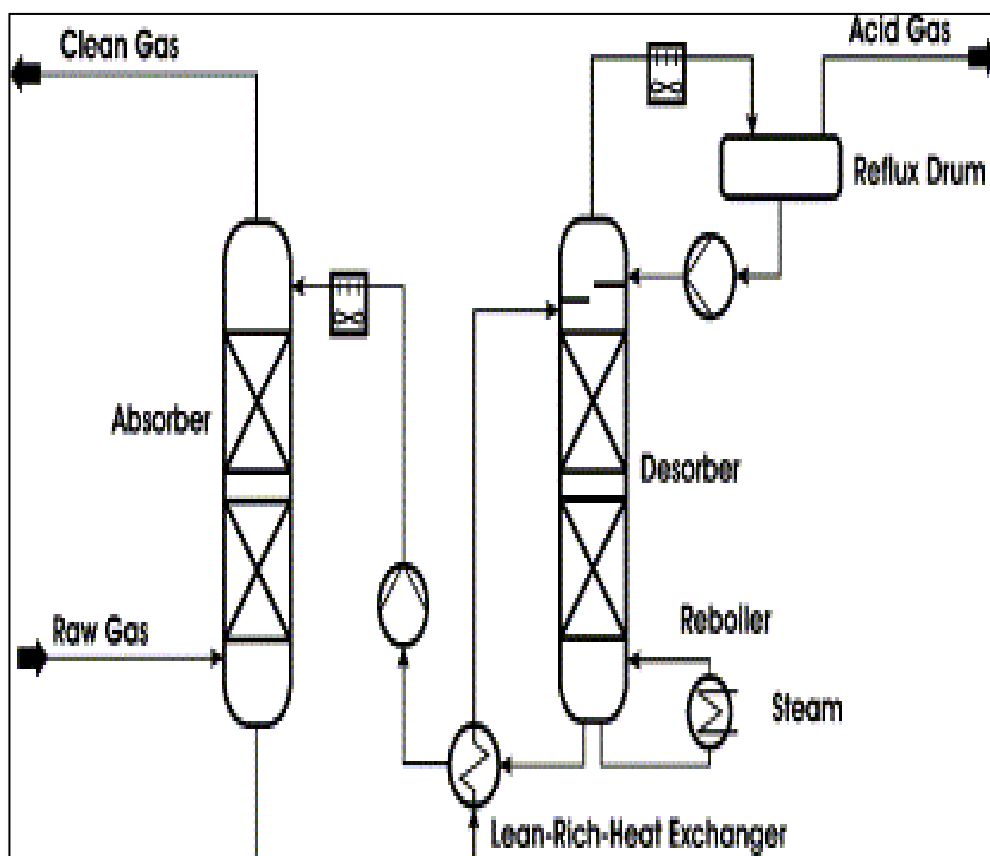 Clean Gas
Acid Gas
Reflux Drum
Absorber
Desorber
Raw Gas
Reboiler
Steam
Lean-Rich-Heat Exchanger